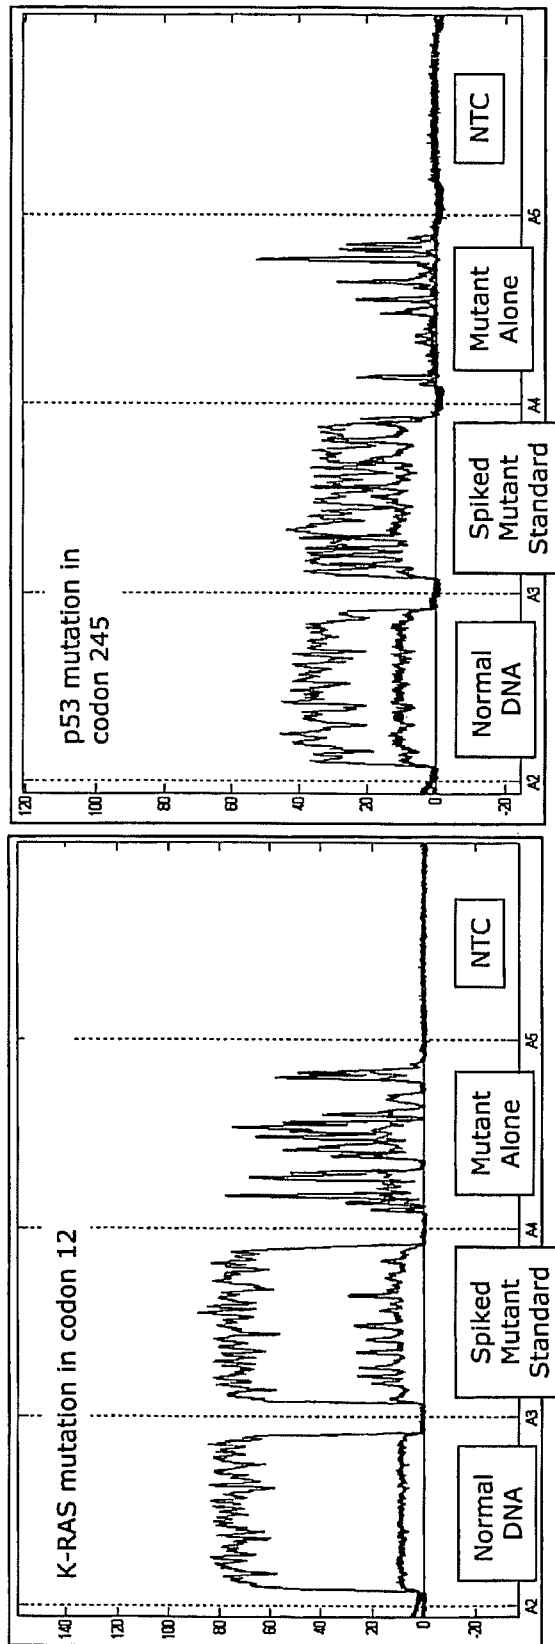 K-RAS mutation in codon 12
140
120
100
80
60
40
20
0
-20
A2
A3
A4
A5
Normal
DNA
Spiked
Mutant
Standard
Mutant
Alone
NTC
p53 mutation in
codon 245
120
100
80
60
40
20
0
-20
A2
A3
A4
A5
Normal
DNA
Spiked
Mutant
Standard
Mutant
Alone
NTC